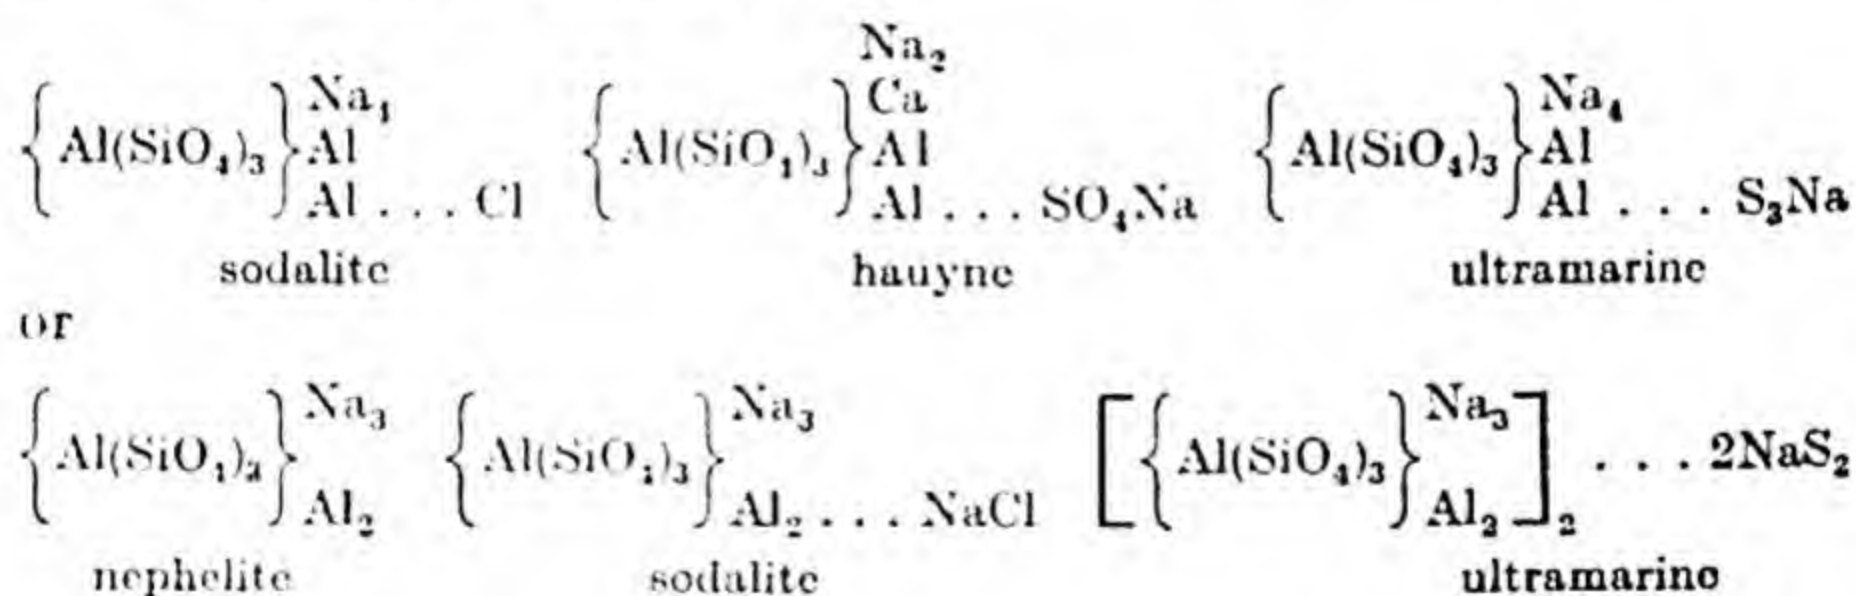 {Al(SiO₄)₃} Na₄ Al Al . . . Cl
sodalite
{Al(SiO₄)₃} Na₂ Ca Al Al . . . SO₄Na
hauyne
{Al(SiO₄)₃} Na₄ Al Al . . . S₃Na
ultramarine
or
{Al(SiO₄)₃} Na₃ Al₂
nephelite
{Al(SiO₄)₃} Na₃ Al₂ . . . NaCl
sodalite
[{Al(SiO₄)₃} Na₃ Al₂]₂ . . . 2NaS₂
ultramarine